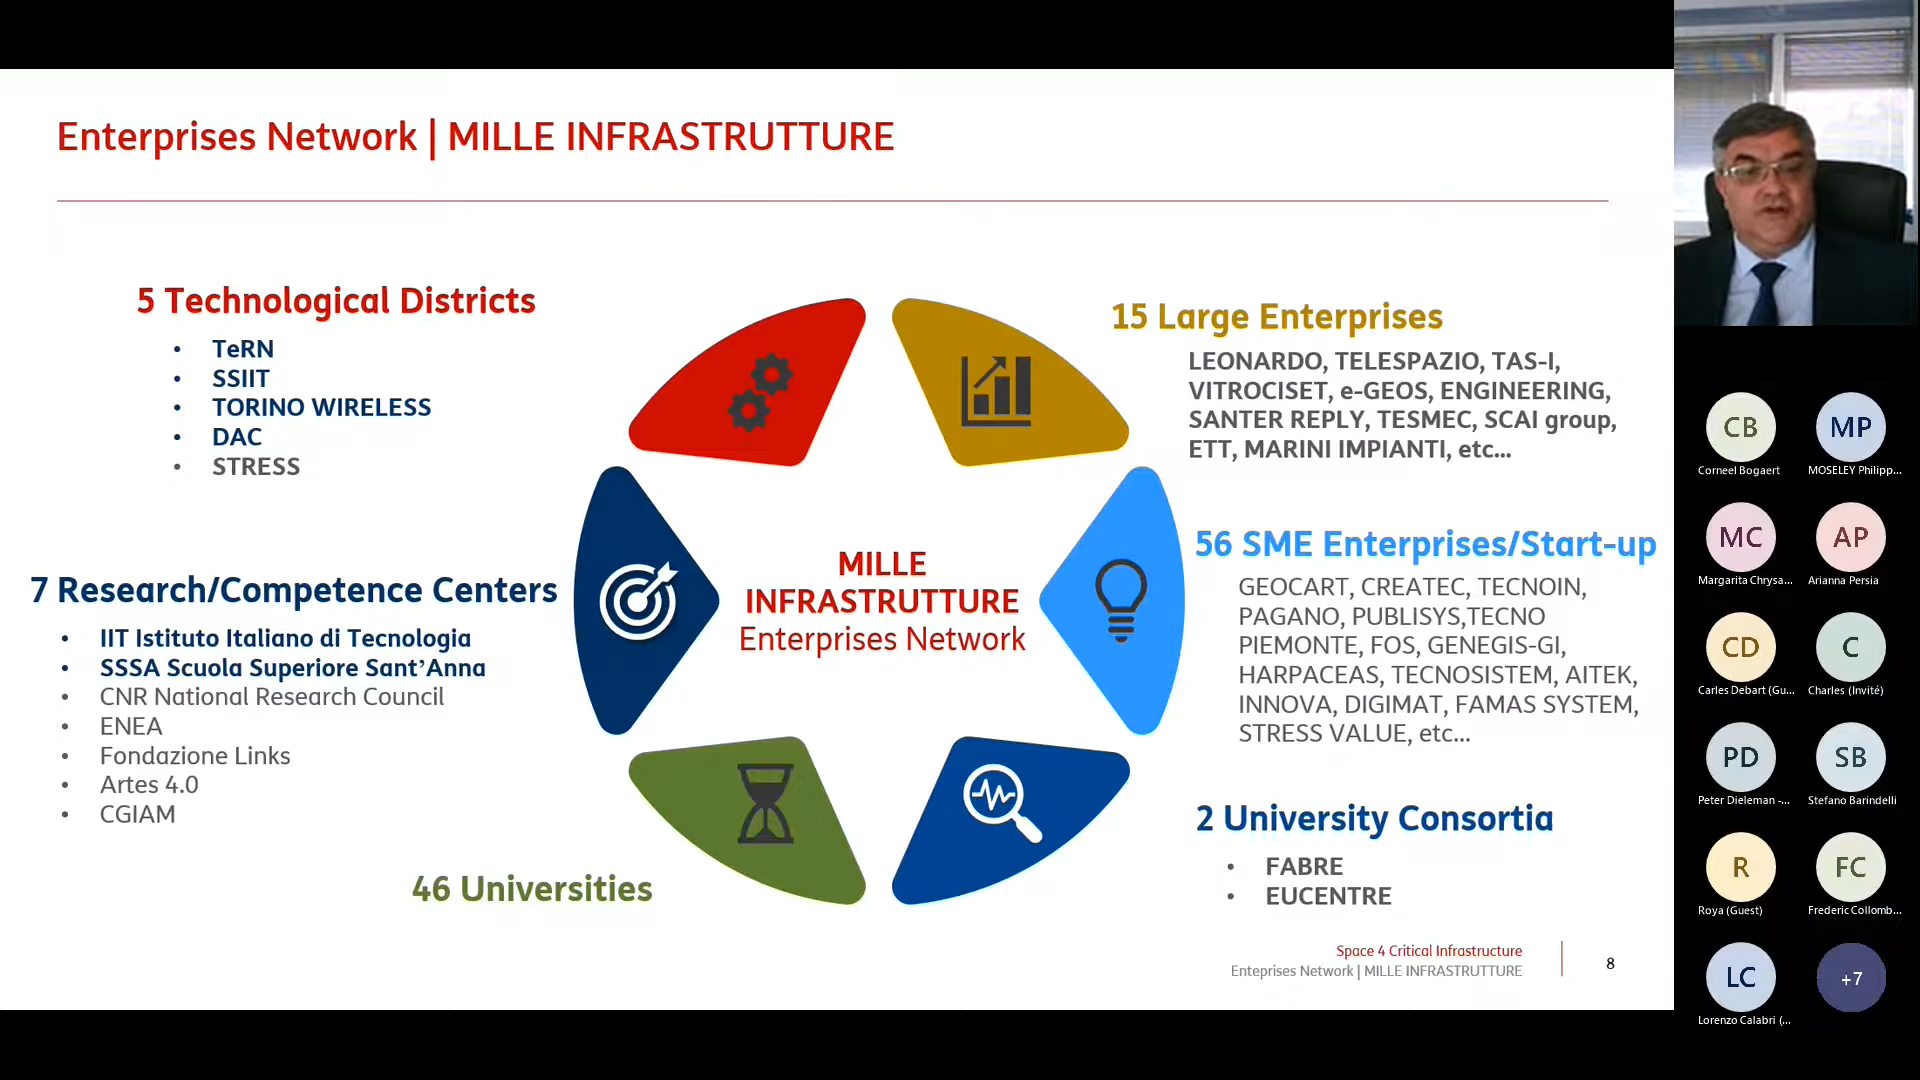 Enterprises Network | MILLE INFRASTRUTTURE
5 Technological Districts
• TeRN
• SSIIT
• TORINO WIRELESS
• DAC
• STRESS
7 Research/Competence Centers
• IIT Istituto Italiano di Tecnologia
• SSSA Scuola Superiore Sant’Anna
• CNR National Research Council
• ENEA
• Fondazione Links
• Artes 4.0
• CGIAM
46 Universities
MILLE
INFRASTRUTTURE
Enterprises Network
15 Large Enterprises
LEONARDO, TELESPAZIO, TAS-I,
VITROCISET, e-GEOS, ENGINEERING,
SANTER REPLY, TESMEC, SCAI group,
ETT, MARINI IMPIANTI, etc...
56 SME Enterprises/Start-up
GEOCART, CREATEC, TECNOIN,
PAGANO, PUBLISYS,TECNO
PIEMONTE, FOS, GENEGIS-GI,
HARPACEAS, TECNOSISTEM, AITEK,
INNOVA, DIGIMAT, FAMAS SYSTEM,
STRESS VALUE, etc...
2 University Consortia
• FABRE
• EUCENTRE
Space 4 Critical Infrastructure
Enteprises Network | MILLE INFRASTRUTTURE
8
CB
Corneel Bogaert
MP
MOSELEY Philipp...
MC
Margarita Chrysa...
AP
Arianna Persia
CD
Carles Debart (Gu...
C
Charles (Invité)
PD
Peter Dieleman -...
SB
Stefano Barindelli
R
Roya (Guest)
FC
Frederic Collomb...
LC
Lorenzo Calabri (...
+7